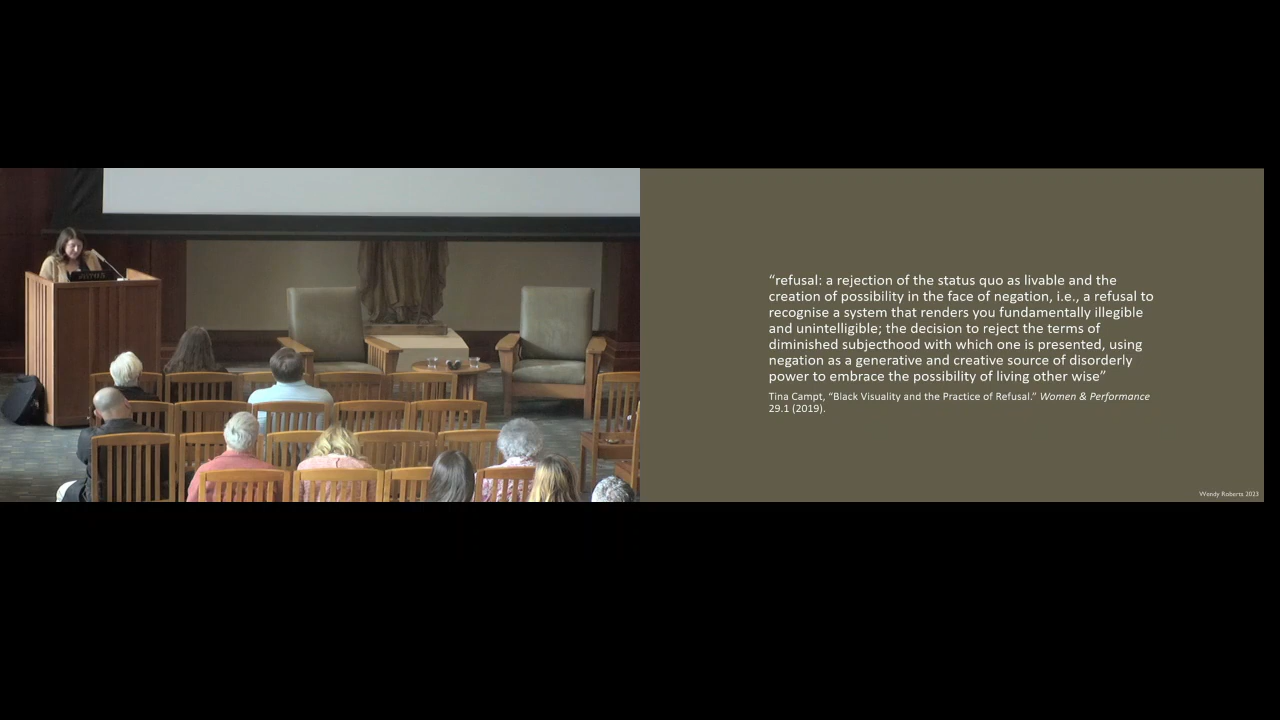 “refusal: a rejection of the status quo as livable and the
creation of possibility in the face of negation, i.e., a refusal to
recognise a system that renders you fundamentally illegible
and unintelligible; the decision to reject the terms of
diminished subjecthood with which one is presented, using
negation as a generative and creative source of disorderly
power to embrace the possibility of living other wise”
Tina Campt, “Black Visuality and the Practice of Refusal.” Women & Performance
29.1 (2019).
Wendy Roberts 2023